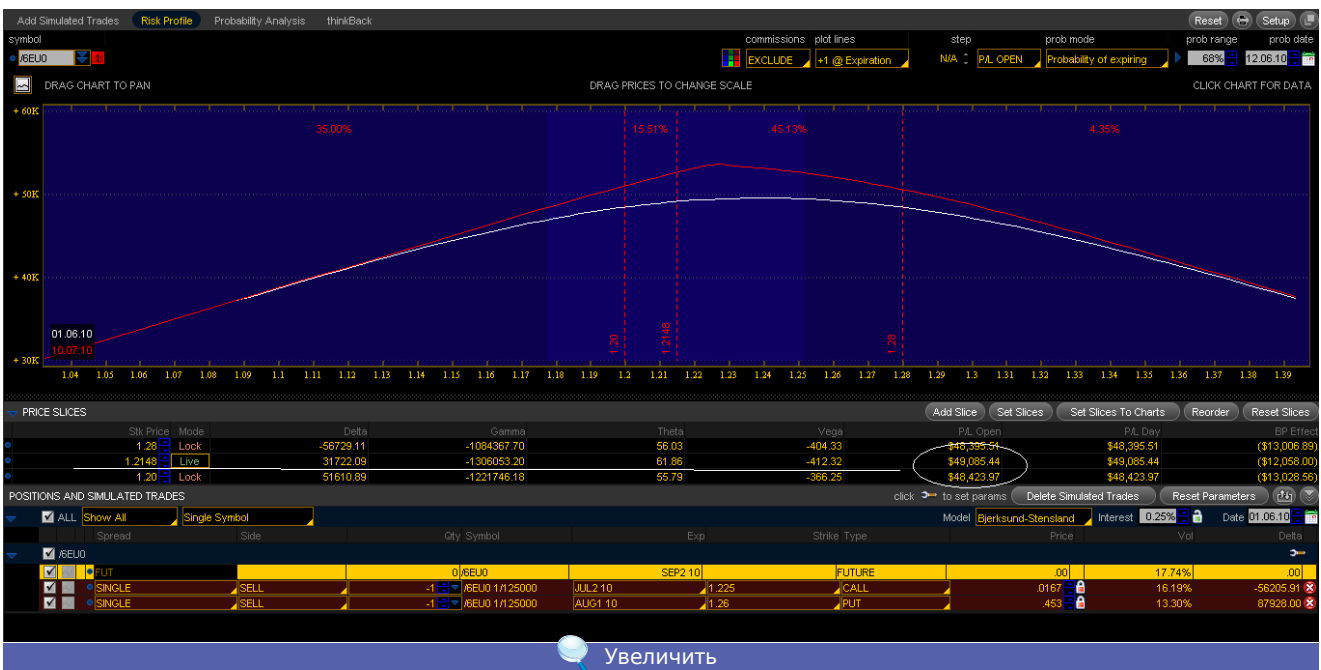 Add Simulated Trades Risk Profile Probability Analysis thinkBack Reset Setup
symbol commissions plot lines step prob mode prob range prob date
/6EU0 1 EXCLUDE +1 @ Expiration N/A P/L OPEN Probability of expiring 68% 12.06.10
DRAG CHART TO PAN DRAG PRICES TO CHANGE SCALE CLICK CHART FOR DATA
+ 60K
35.00% 15.51% 45.13% 4.35%
+ 50K
+ 40K
01.06.10
10.07.10
1.20 1.2148 1.28
+ 30K
1.04 1.05 1.06 1.07 1.08 1.09 1.1 1.11 1.12 1.13 1.14 1.15 1.16 1.17 1.18 1.19 1.2 1.21 1.22 1.23 1.24 1.25 1.26 1.27 1.28 1.29 1.3 1.31 1.32 1.33 1.34 1.35 1.36 1.37 1.38 1.39
PRICE SLICES Add Slice Set Slices Set Slices To Charts Reorder Reset Slices
Stk Price Mode Delta Gamma Theta Vega P/L Open P/L Day BP Effect
1.28 Lock -56729.11 -1084367.70 56.03 -404.33 $48,395.51 $48,395.51 ($13,006.89)
1.2148 Live 31722.09 -1306053.20 61.86 -412.32 $49,085.44 $49,085.44 ($12,058.00)
1.20 Lock 51610.89 -1221746.18 55.79 -366.25 $48,423.97 $48,423.97 ($13,028.56)
POSITIONS AND SIMULATED TRADES click to set params Delete Simulated Trades Reset Parameters
ALL Show All Single Symbol Model Bjerksund-Stensland Interest 0.25% Date 01.06.10
Spread Side Qty Symbol Exp Strike Type Price Vol Delta
/6EU0
FUT 0 /6EU0 SEP2 10 FUTURE .00 17.74% .00
SINGLE SELL -1 /6EU0 1/125000 JUL2 10 1.225 CALL .0167 16.19% -56205.91
SINGLE SELL -1 /6EU0 1/125000 AUG1 10 1.26 PUT .453 13.30% 87928.00
Увеличить